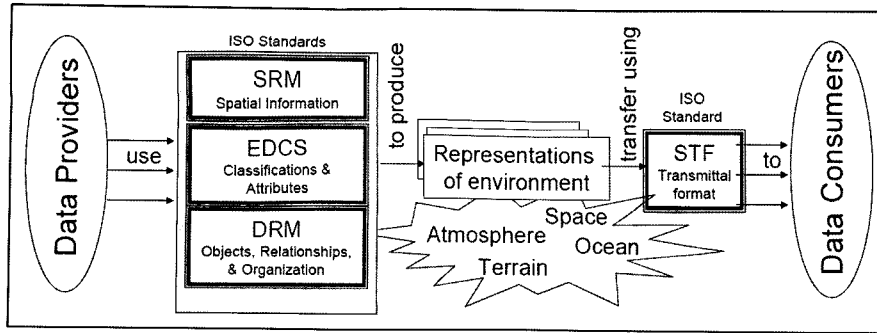 Data Providers
use
ISO Standards
SRM
Spatial Information
EDCS
Classifications &
Attributes
DRM
Objects, Relationships,
& Organization
to produce
Representations
of environment
Space
Atmosphere
Ocean
Terrain
transfer using
ISO
Standard
STF
Transmittal
format
to
Data Consumers